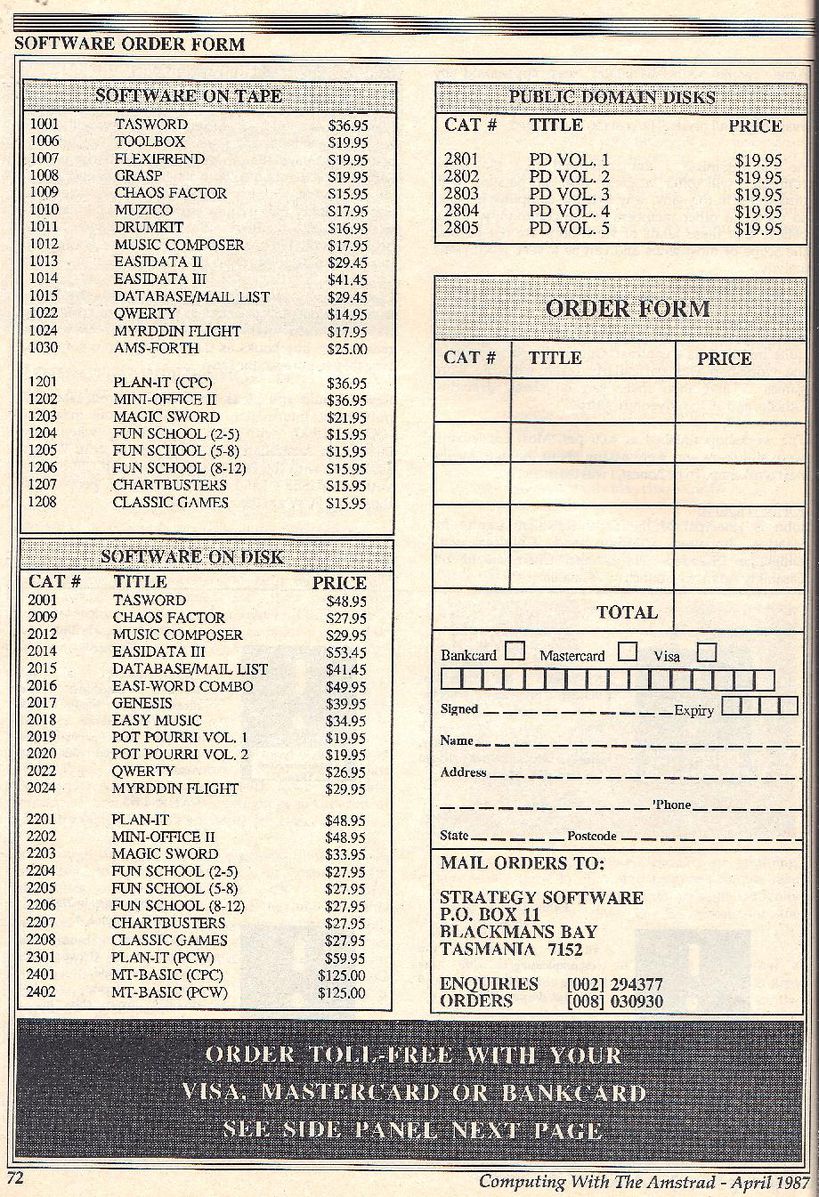 SOFTWARE ORDER FORM
SOFTWARE ON TAPE
1001 TASWORD $36.95
1006 TOOLBOX $19.95
1007 FLEXIFREND $19.95
1008 GRASP $19.95
1009 CHAOS FACTOR $15.95
1010 MUZICO $17.95
1011 DRUMKIT $16.95
1012 MUSIC COMPOSER $17.95
1013 EASIDATA II $29.45
1014 EASIDATA III $41.45
1015 DATABASE/MAIL LIST $29.45
1022 QWERTY $14.95
1024 MYRDDIN FLIGHT $17.95
1030 AMS-FORTH $25.00
1201 PLAN-IT (CPC) $36.95
1202 MINI-OFFICE II $36.95
1203 MAGIC SWORD $21.95
1204 FUN SCHOOL (2-5) $15.95
1205 FUN SCHOOL (5-8) $15.95
1206 FUN SCHOOL (8-12) $15.95
1207 CHARTBUSTERS $15.95
1208 CLASSIC GAMES $15.95
SOFTWARE ON DISK
CAT # TITLE PRICE
2001 TASWORD $48.95
2009 CHAOS FACTOR $27.95
2012 MUSIC COMPOSER $29.95
2014 EASIDATA III $53.45
2015 DATABASE/MAIL LIST $41.45
2016 EASI-WORD COMBO $49.95
2017 GENESIS $39.95
2018 EASY MUSIC $34.95
2019 POT POURRI VOL. 1 $19.95
2020 POT POURRI VOL. 2 $19.95
2022 QWERTY $26.95
2024 MYRDDIN FLIGHT $29.95
2201 PLAN-IT $48.95
2202 MINI-OFFICE II $48.95
2203 MAGIC SWORD $33.95
2204 FUN SCHOOL (2-5) $27.95
2205 FUN SCHOOL (5-8) $27.95
2206 FUN SCHOOL (8-12) $27.95
2207 CHARTBUSTERS $27.95
2208 CLASSIC GAMES $27.95
2301 PLAN-IT (PCW) $59.95
2401 MT-BASIC (CPC) $125.00
2402 MT-BASIC (PCW) $125.00
PUBLIC DOMAIN DISKS
CAT # TITLE PRICE
2801 PD VOL. 1 $19.95
2802 PD VOL. 2 $19.95
2803 PD VOL. 3 $19.95
2804 PD VOL. 4 $19.95
2805 PD VOL. 5 $19.95
ORDER FORM
CAT # TITLE PRICE
TOTAL
Bankcard Mastercard Visa
Signed Expiry
Name
Address
'Phone
State Postcode
MAIL ORDERS TO:
STRATEGY SOFTWARE
P.O. BOX 11
BLACKMANS BAY
TASMANIA 7152
ENQUIRIES [002] 294377
ORDERS [008] 030930
ORDER TOLL-FREE WITH YOUR
VISA, MASTERCARD OR BANKCARD
SEE SIDE PANEL NEXT PAGE
72
Computing With The Amstrad - April 1987